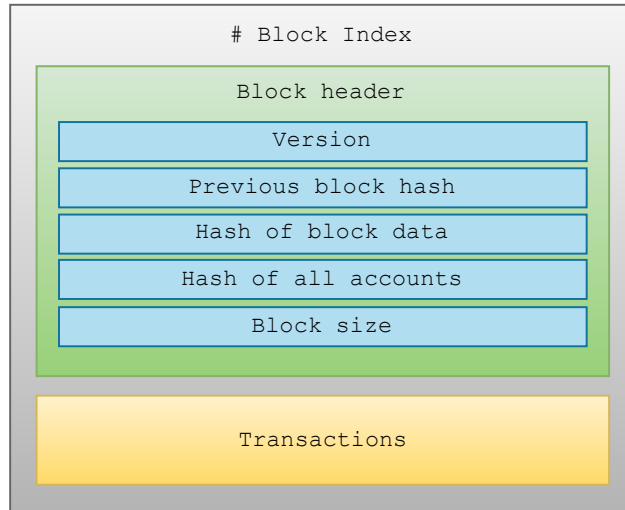 # Block Index
Block header
Version
Previous block hash
Hash of block data
Hash of all accounts
Block size
Transactions